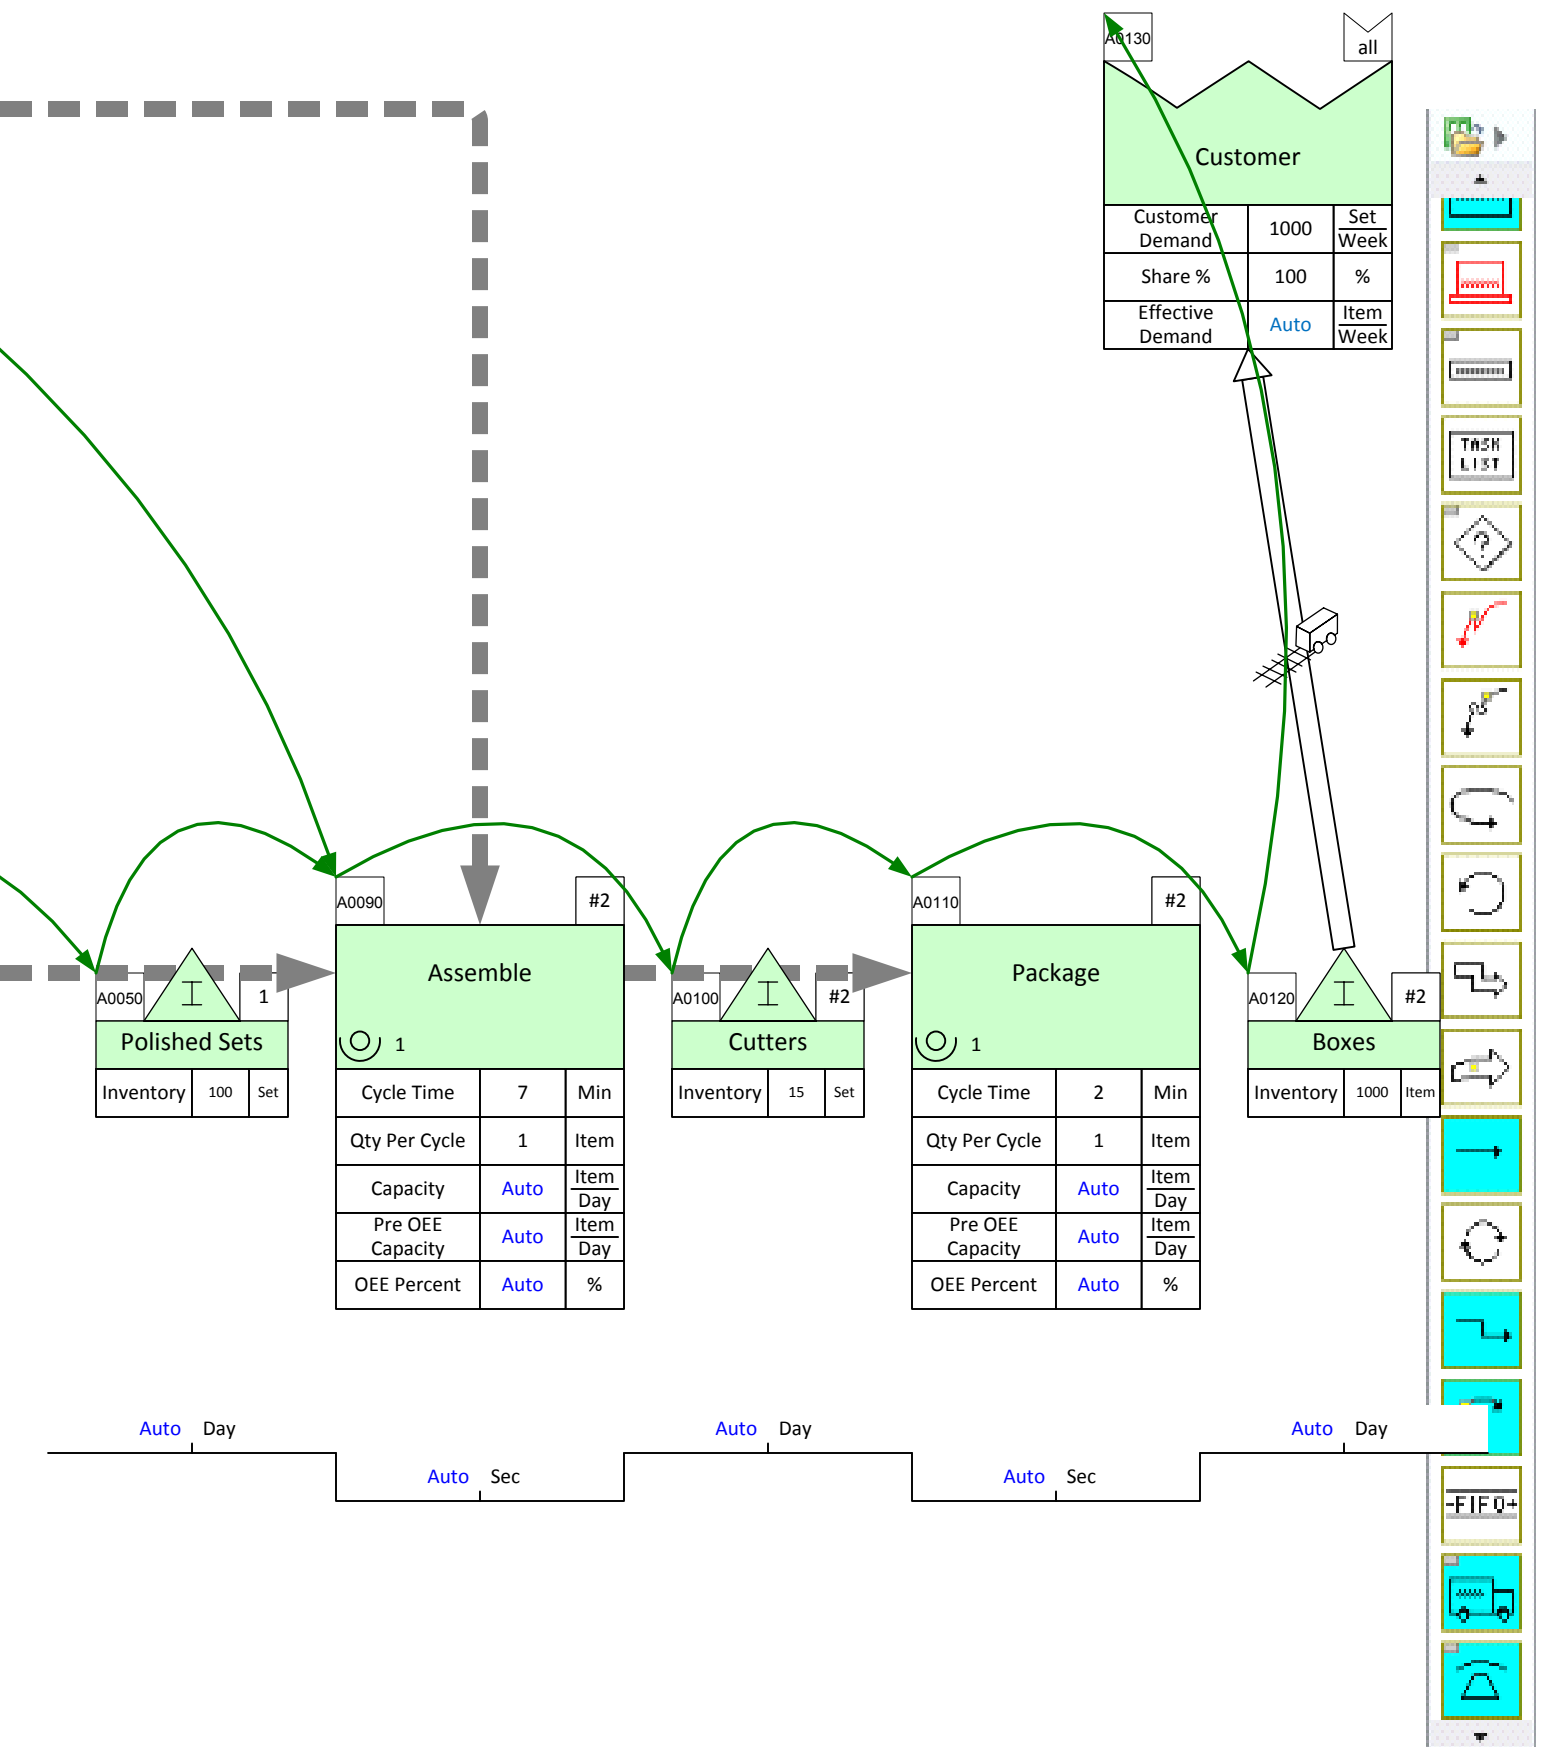 A0130
all
Customer
Customer Demand 1000 Set Week
Share % 100 %
Effective Demand Auto Item Week
TASK
LIST
?
A0090
#2
A0110
#2
Assemble
Package
A0050
1
A0100
#2
A0120
#2
Polished Sets
1
Cutters
1
Boxes
Inventory 100 Set
Cycle Time 7 Min
Inventory 15 Set
Cycle Time 2 Min
Inventory 1000 Item
Qty Per Cycle 1 Item
Qty Per Cycle 1 Item
Capacity Auto Item Day
Capacity Auto Item Day
Pre OEE Capacity Auto Item Day
Pre OEE Capacity Auto Item Day
OEE Percent Auto %
OEE Percent Auto %
Auto Day
Auto Day
Auto Day
Auto Sec
Auto Sec
FIFO